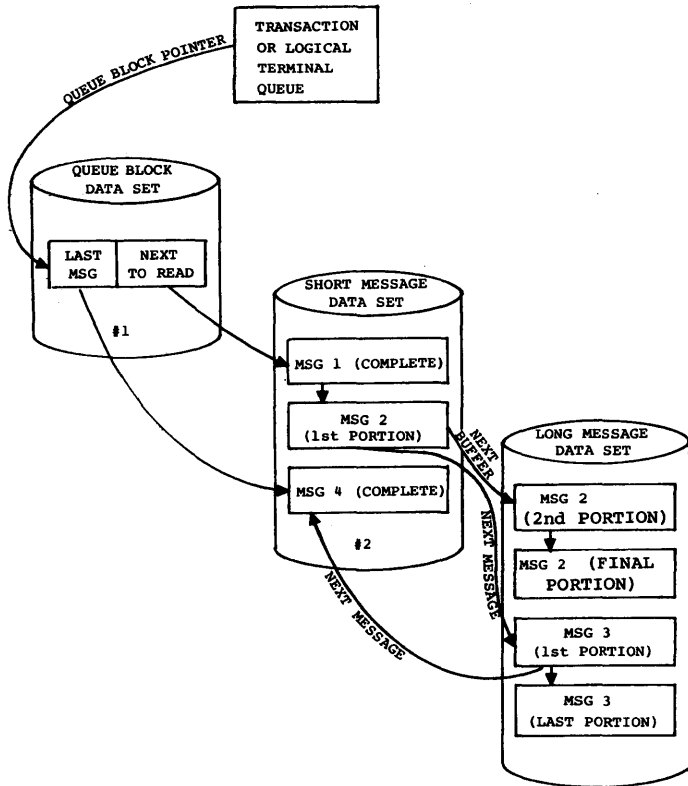 TRANSACTION
OR LOGICAL
TERMINAL
QUEUE
QUEUE BLOCK POINTER
QUEUE BLOCK
DATA SET
LAST
MSG
NEXT
TO READ
#1
SHORT MESSAGE
DATA SET
MSG 1 (COMPLETE)
MSG 2
(1st PORTION)
MSG 4 (COMPLETE)
#2
NEXT
BUFFER
NEXT MESSAGE
NEXT MESSAGE
LONG MESSAGE
DATA SET
MSG 2
(2nd PORTION)
MSG 2 (FINAL
PORTION)
MSG 3
(1st PORTION)
MSG 3
(LAST PORTION)